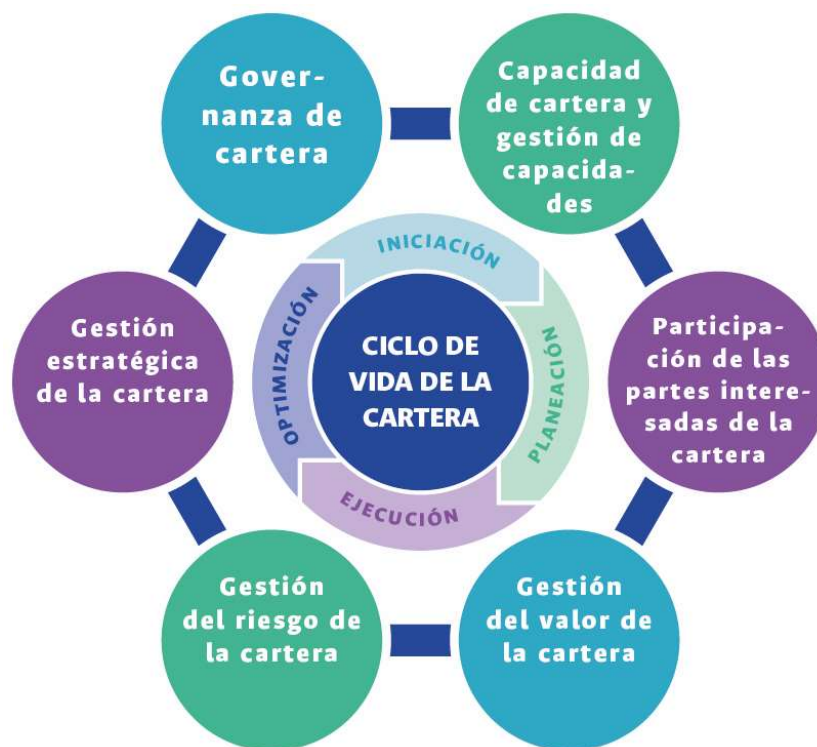 Gover-
nanza de
cartera
Capacidad
de cartera y
gestión de
capacida-
des
INICIACIÓN
Gestión
estratégica
de la cartera
OPTIMIZACIÓN
CICLO DE
VIDA DE LA
CARTERA
PLANEACIÓN
Participa-
ción de las
partes intere-
sadas de la
cartera
EJECUCIÓN
Gestión
del riesgo de
la cartera
Gestión
del valor de
la cartera